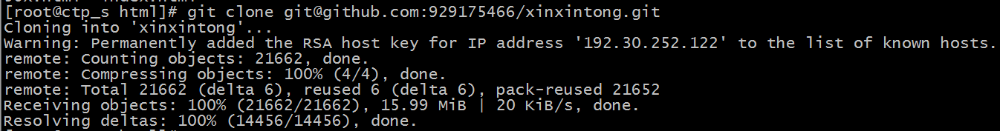 [root@ctp_s html]# git clone git@github.com:929175466/xinxintong.git
Cloning into 'xinxintong'...
Warning: Permanently added the RSA host key for IP address '192.30.252.122' to the list of known hosts.
remote: Counting objects: 21662, done.
remote: Compressing objects: 100% (4/4), done.
remote: Total 21662 (delta 6), reused 6 (delta 6), pack-reused 21652
Receiving objects: 100% (21662/21662), 15.99 MiB | 20 KiB/s, done.
Resolving deltas: 100% (14456/14456), done.